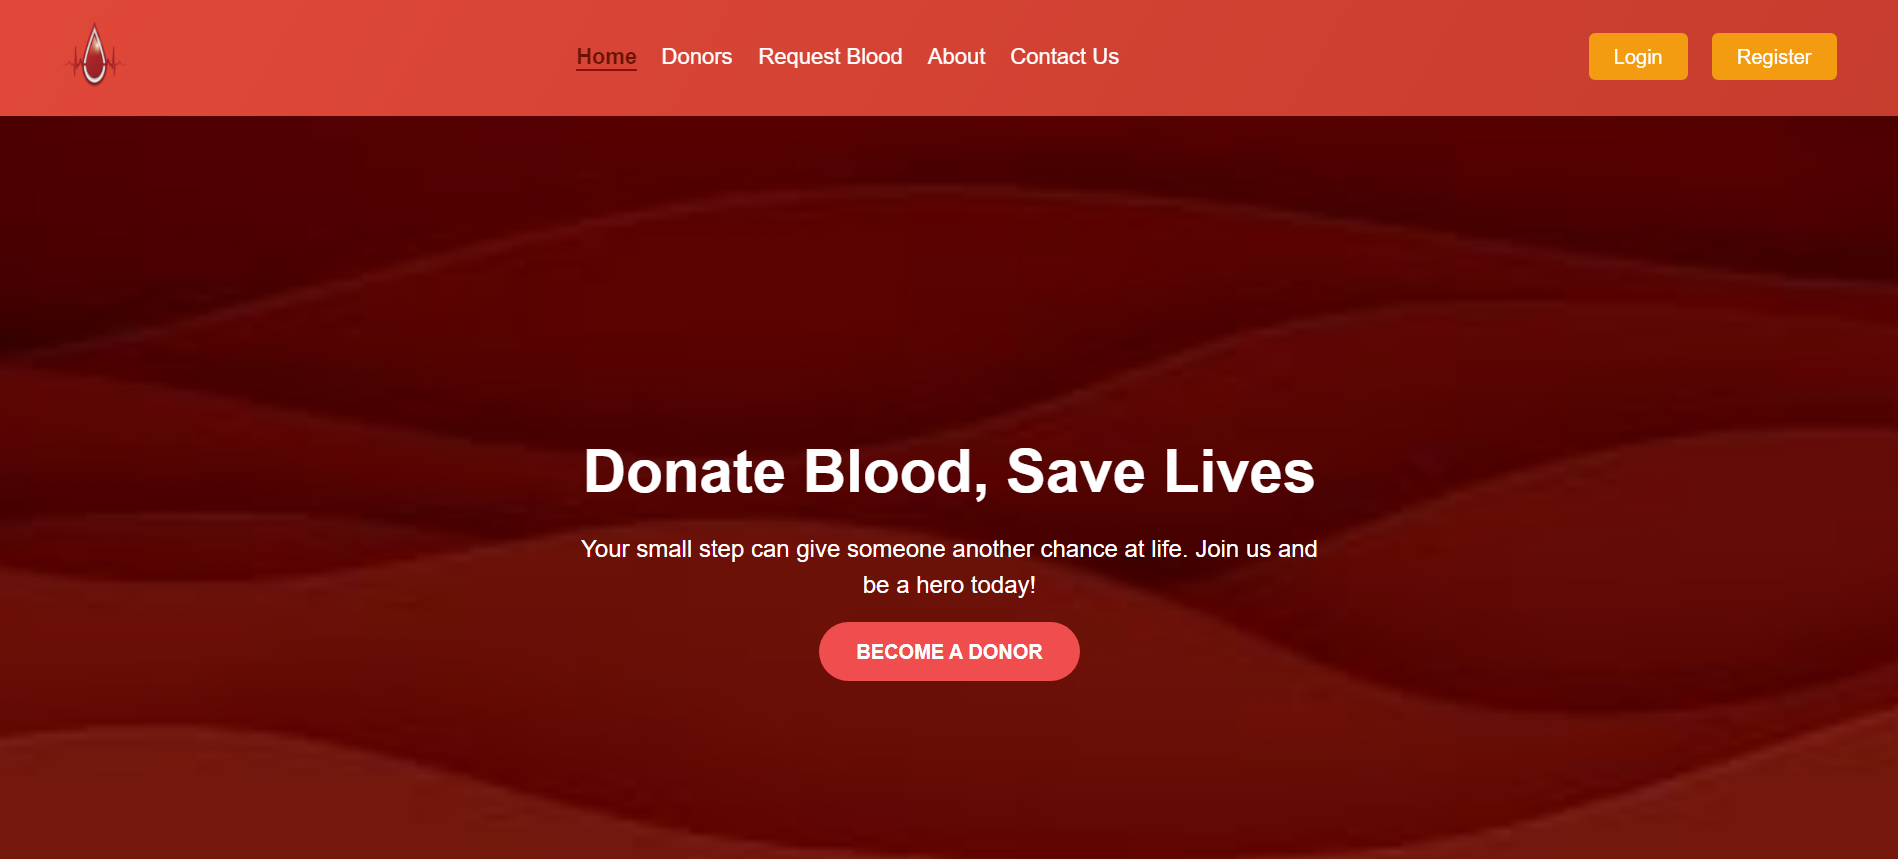 Home Donors Request Blood About Contact Us Login Register
Donate Blood, Save Lives
Your small step can give someone another chance at life. Join us and
be a hero today!
BECOME A DONOR